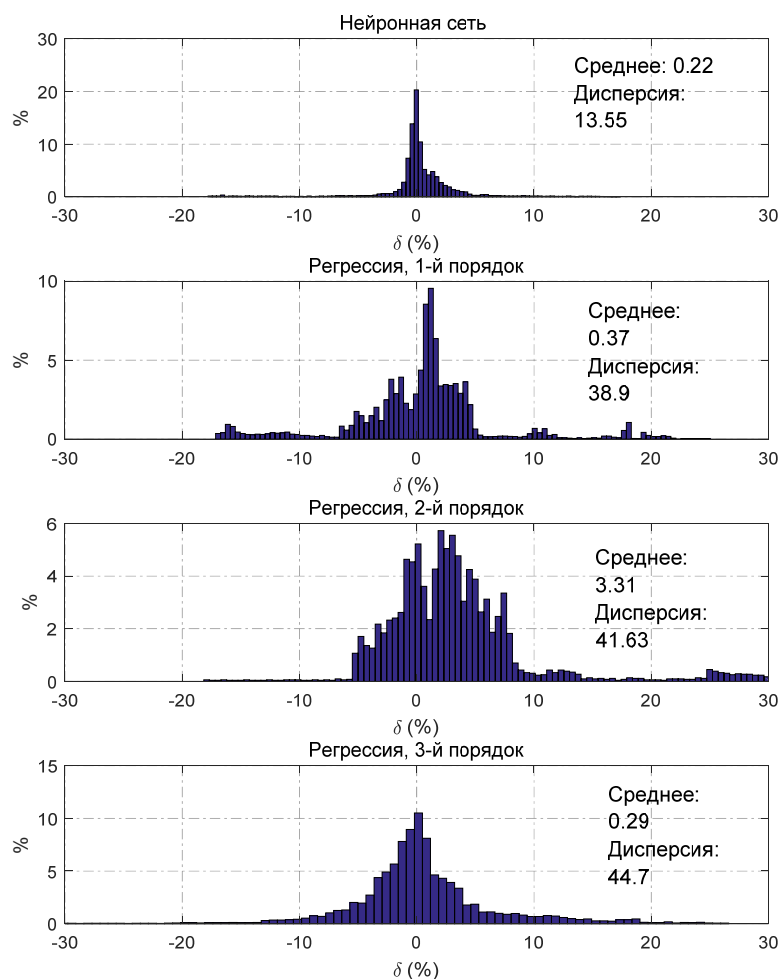 Нейронная сеть
30
20
10
0
%
Среднее: 0.22
Дисперсия:
13.55
-30 -20 -10 0 10 20 30
δ (%)
Регрессия, 1-й порядок
10
5
0
%
Среднее:
0.37
Дисперсия:
38.9
-30 -20 -10 0 10 20 30
δ (%)
Регрессия, 2-й порядок
6
4
2
0
%
Среднее:
3.31
Дисперсия:
41.63
-30 -20 -10 0 10 20 30
δ (%)
Регрессия, 3-й порядок
15
10
5
0
%
Среднее:
0.29
Дисперсия:
44.7
-30 -20 -10 0 10 20 30
δ (%)